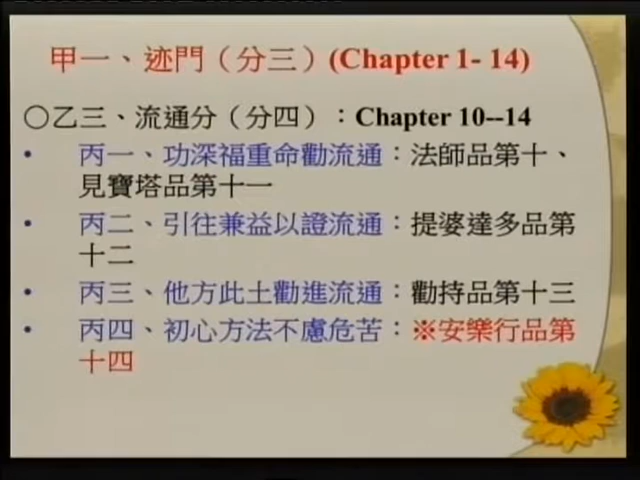 甲一、迹門（分三）(Chapter 1- 14)
〇乙三、流通分（分四）：Chapter 10--14
• 丙一、功深福重命勸流通：法師品第十、
見寶塔品第十一
• 丙二、引往兼益以證流通：提婆達多品第
十二
• 丙三、他方此土勸進流通：勸持品第十三
• 丙四、初心方法不慮危苦：※安樂行品第
十四